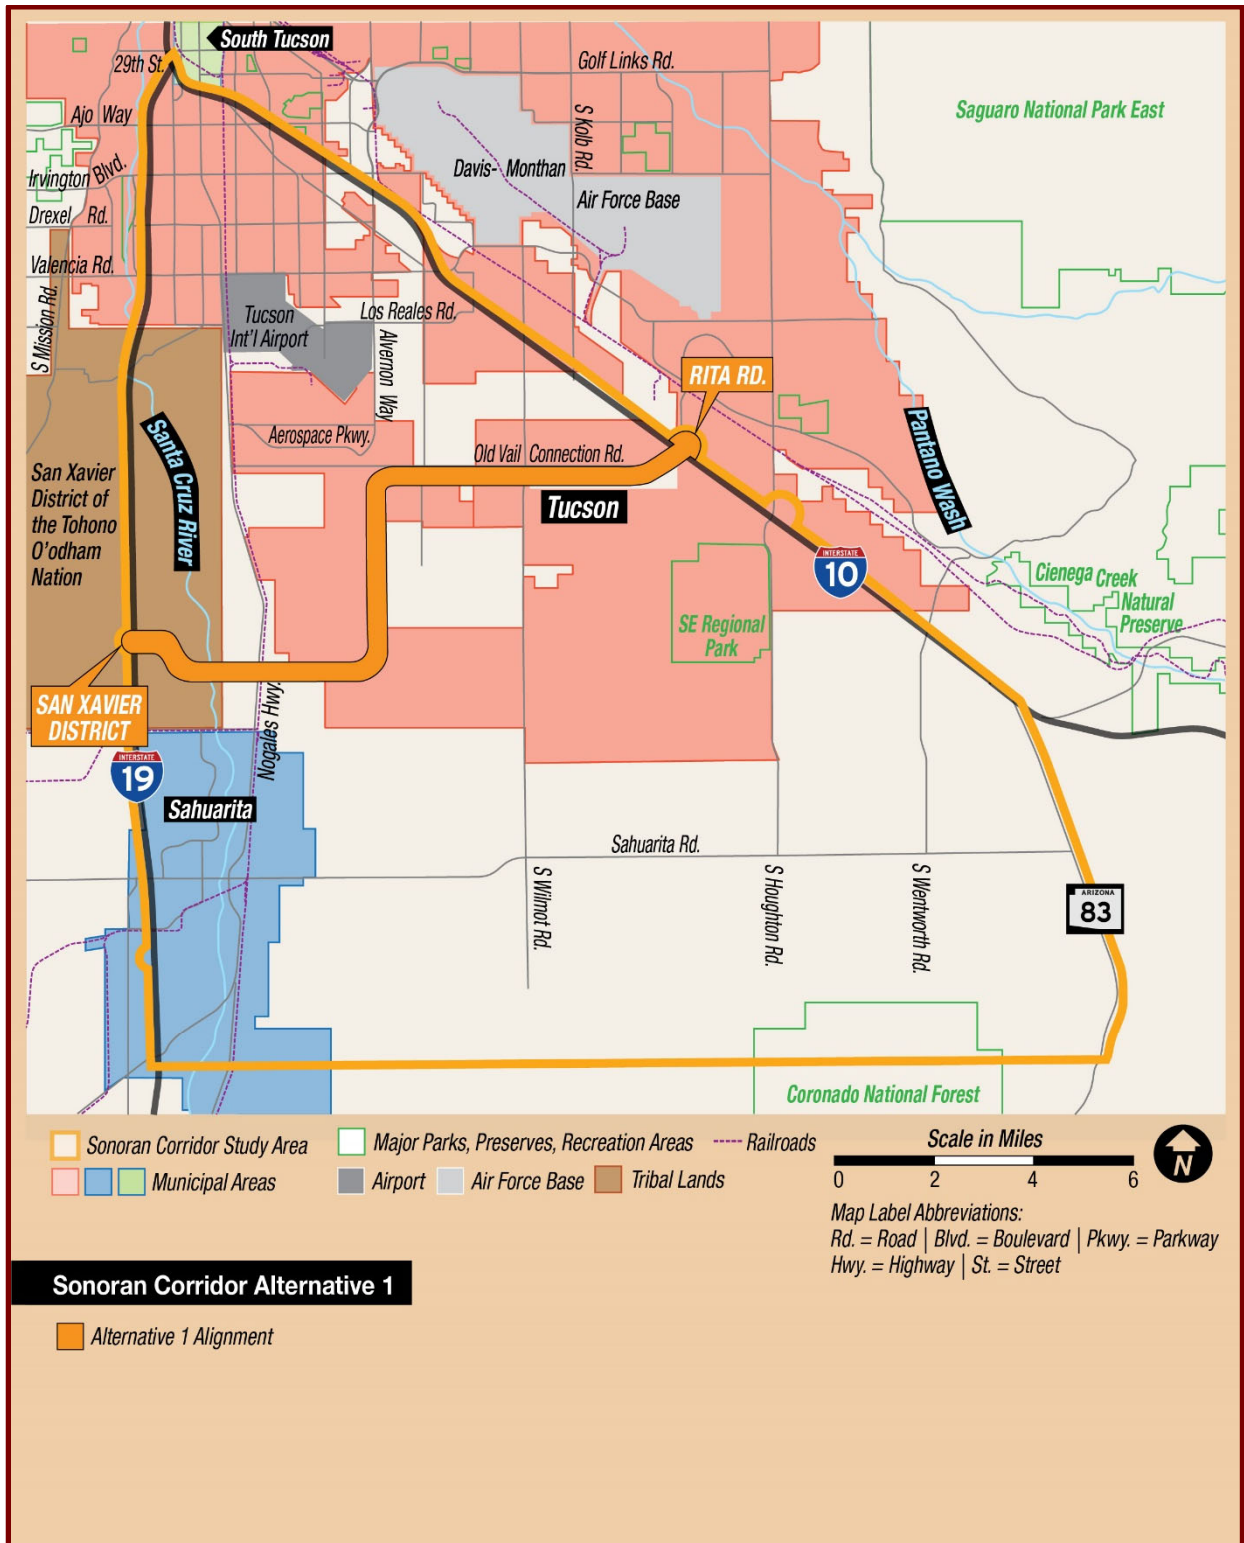 South Tucson
29th St.
Golf Links Rd.
Ajo Way
S Kolb Rd.
Saguaro National Park East
Irvington Blvd.
Davis- Monthan
Air Force Base
Drexel Rd.
Valencia Rd.
S Mission Rd.
Tucson
Int'l Airport
Los Reales Rd.
Alvernon Way
RITA RD.
Aerospace Pkwy.
Old Vail Connection Rd.
Pantano Wash
Santa Cruz River
San Xavier
District of
the Tohono
O'odham
Nation
Tucson
INTERSTATE
10
Cienega Creek
Natural
Preserve
SE Regional
Park
SAN XAVIER
DISTRICT
Nogales Hwy.
INTERSTATE
19
Sahuarita
Sahuarita Rd.
S Wilmot Rd.
S Houghton Rd.
S Wentworth Rd.
ARIZONA
83
Coronado National Forest
Sonoran Corridor Study Area
Major Parks, Preserves, Recreation Areas
Railroads
Municipal Areas
Airport
Air Force Base
Tribal Lands
Scale in Miles
0 2 4 6
N
Map Label Abbreviations:
Rd. = Road | Blvd. = Boulevard | Pkwy. = Parkway
Hwy. = Highway | St. = Street
Sonoran Corridor Alternative 1
Alternative 1 Alignment